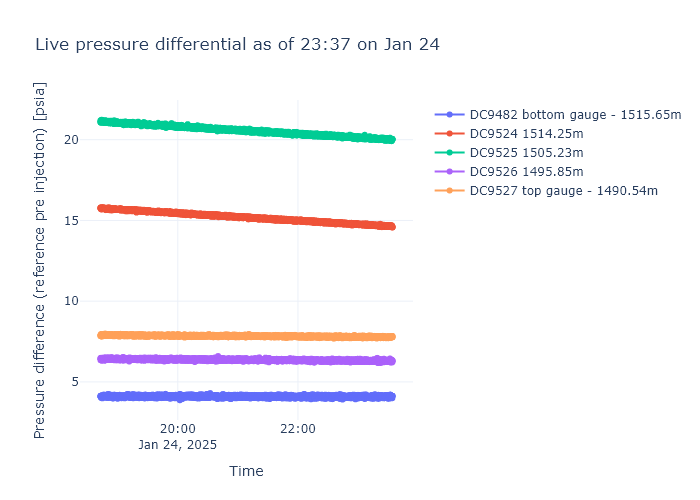 Live pressure differential as of 23:37 on Jan 24
Pressure difference (reference pre injection) [psia]
20
15
10
5
20:00
Jan 24, 2025
22:00
Time
DC9482 bottom gauge - 1515.65m
DC9524 1514.25m
DC9525 1505.23m
DC9526 1495.85m
DC9527 top gauge - 1490.54m